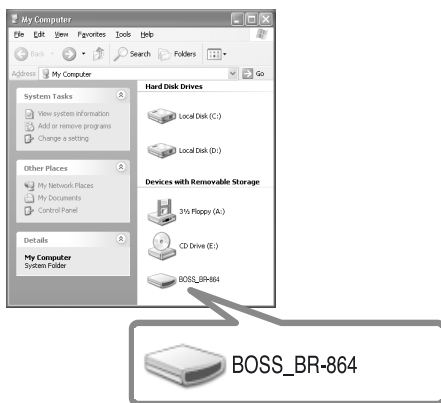 My Computer
File Edit View Favorites Tools Help
Back Search Folders
Address My Computer Go
System Tasks
View system information
Add or remove programs
Change a setting
Other Places
My Network Places
My Documents
Control Panel
Details
My Computer
System Folder
Hard Disk Drives
Local Disk (C:)
Local Disk (D:)
Devices with Removable Storage
3½ Floppy (A:)
CD Drive (E:)
BOSS_BR-864
BOSS_BR-864